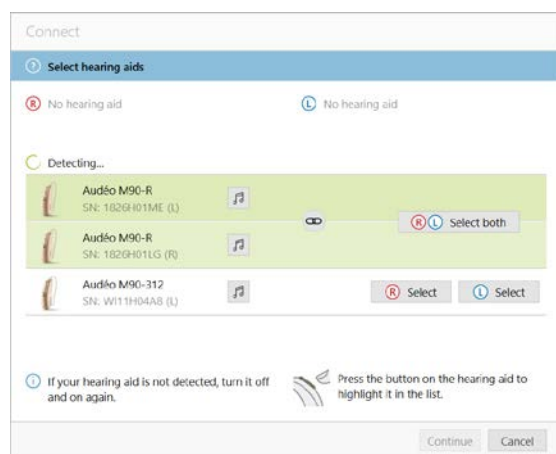 Connect
Select hearing aids
R No hearing aid
L No hearing aid
Detecting...
Audéo M90-R
SN: 1826H01ME (L)
R L Select both
Audéo M90-R
SN: 1826H01LG (R)
Audéo M90-312
SN: WI11H04A8 (L)
R Select
L Select
If your hearing aid is not detected, turn it off
and on again.
Press the button on the hearing aid to
highlight it in the list.
Continue
Cancel